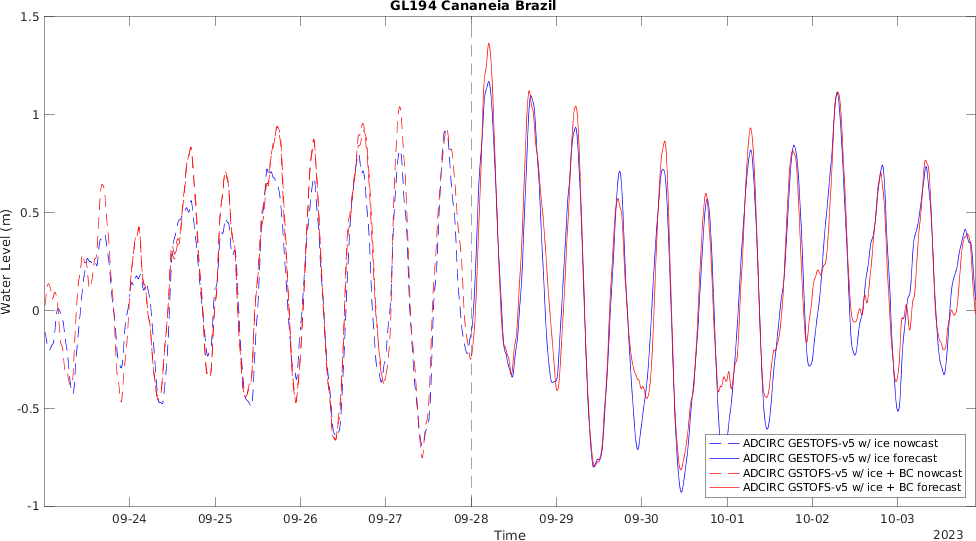 GL194 Cananeia Brazil
1.5
1
0.5
0
-0.5
-1
Water Level (m)
09-24 09-25 09-26 09-27 09-28 09-29 09-30 10-01 10-02 10-03
Time
2023
ADCIRC GESTOFS-v5 w/ ice nowcast
ADCIRC GESTOFS-v5 w/ ice forecast
ADCIRC GSTOFS-v5 w/ ice + BC nowcast
ADCIRC GSTOFS-v5 w/ ice + BC forecast